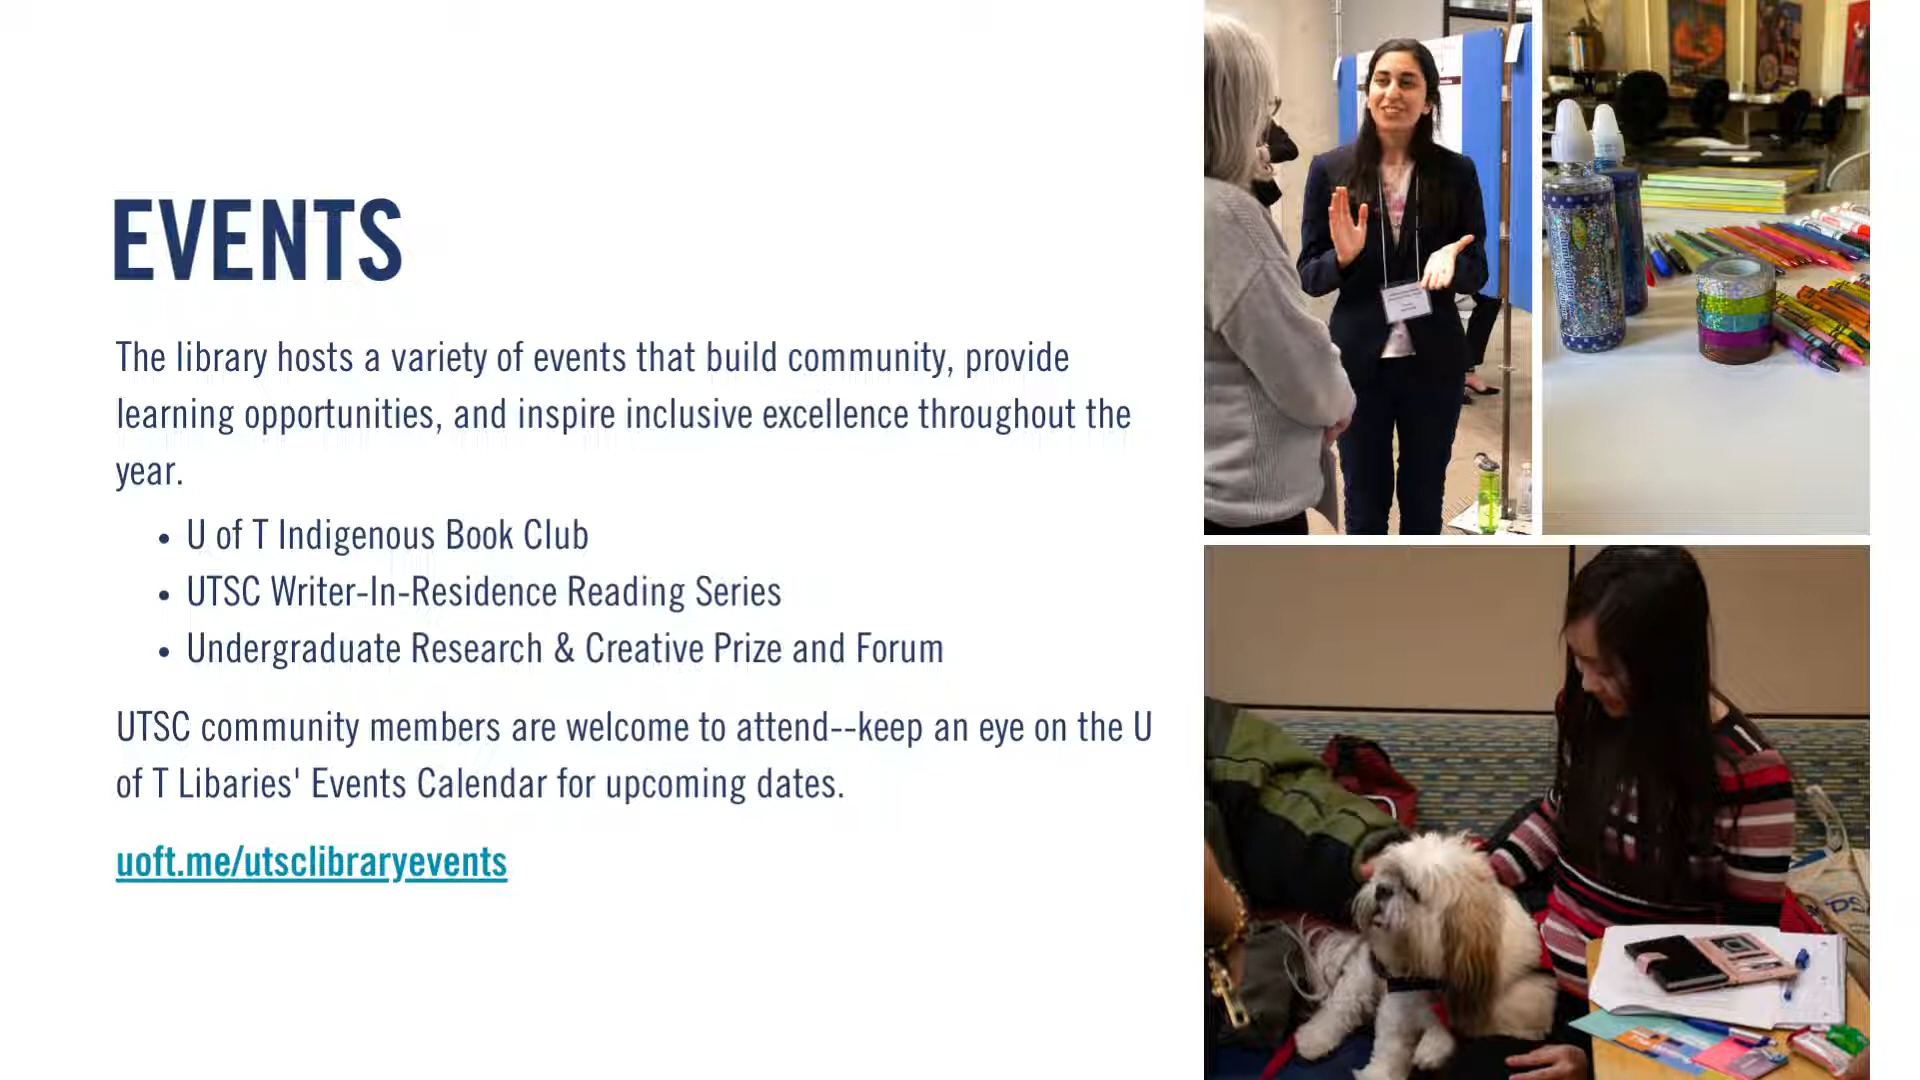 EVENTS
The library hosts a variety of events that build community, provide
learning opportunities, and inspire inclusive excellence throughout the
year.
• U of T Indigenous Book Club
• UTSC Writer-In-Residence Reading Series
• Undergraduate Research & Creative Prize and Forum
UTSC community members are welcome to attend--keep an eye on the U
of T Libaries' Events Calendar for upcoming dates.
uoft.me/utsclibraryevents